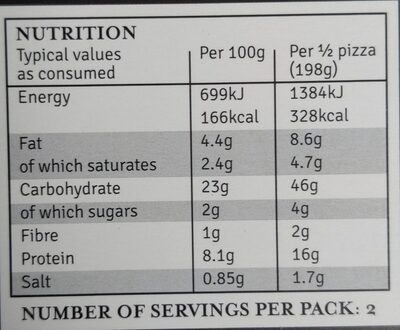 NUTRITION
Typical values as consumed Per 100g Per ½ pizza (198g)
Energy 699kJ 1384kJ
166kcal 328kcal
Fat 4.4g 8.6g
of which saturates 2.4g 4.7g
Carbohydrate 23g 46g
of which sugars 2g 4g
Fibre 1g 2g
Protein 8.1g 16g
Salt 0.85g 1.7g
NUMBER OF SERVINGS PER PACK: 2